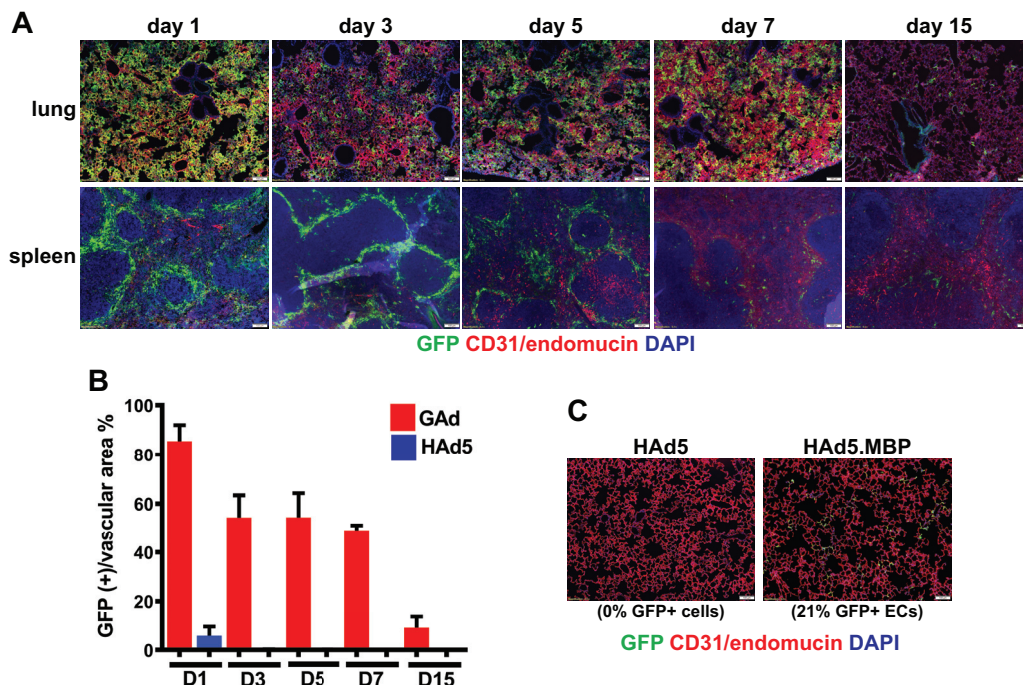 A
day 1 day 3 day 5 day 7 day 15
lung
spleen
GFP CD31/endomucin DAPI
B
GFP (+)/vascular area %
100
80
60
40
20
0
GAd
HAd5
D1 D3 D5 D7 D15
C
HAd5 HAd5.MBP
(0% GFP+ cells) (21% GFP+ ECs)
GFP CD31/endomucin DAPI